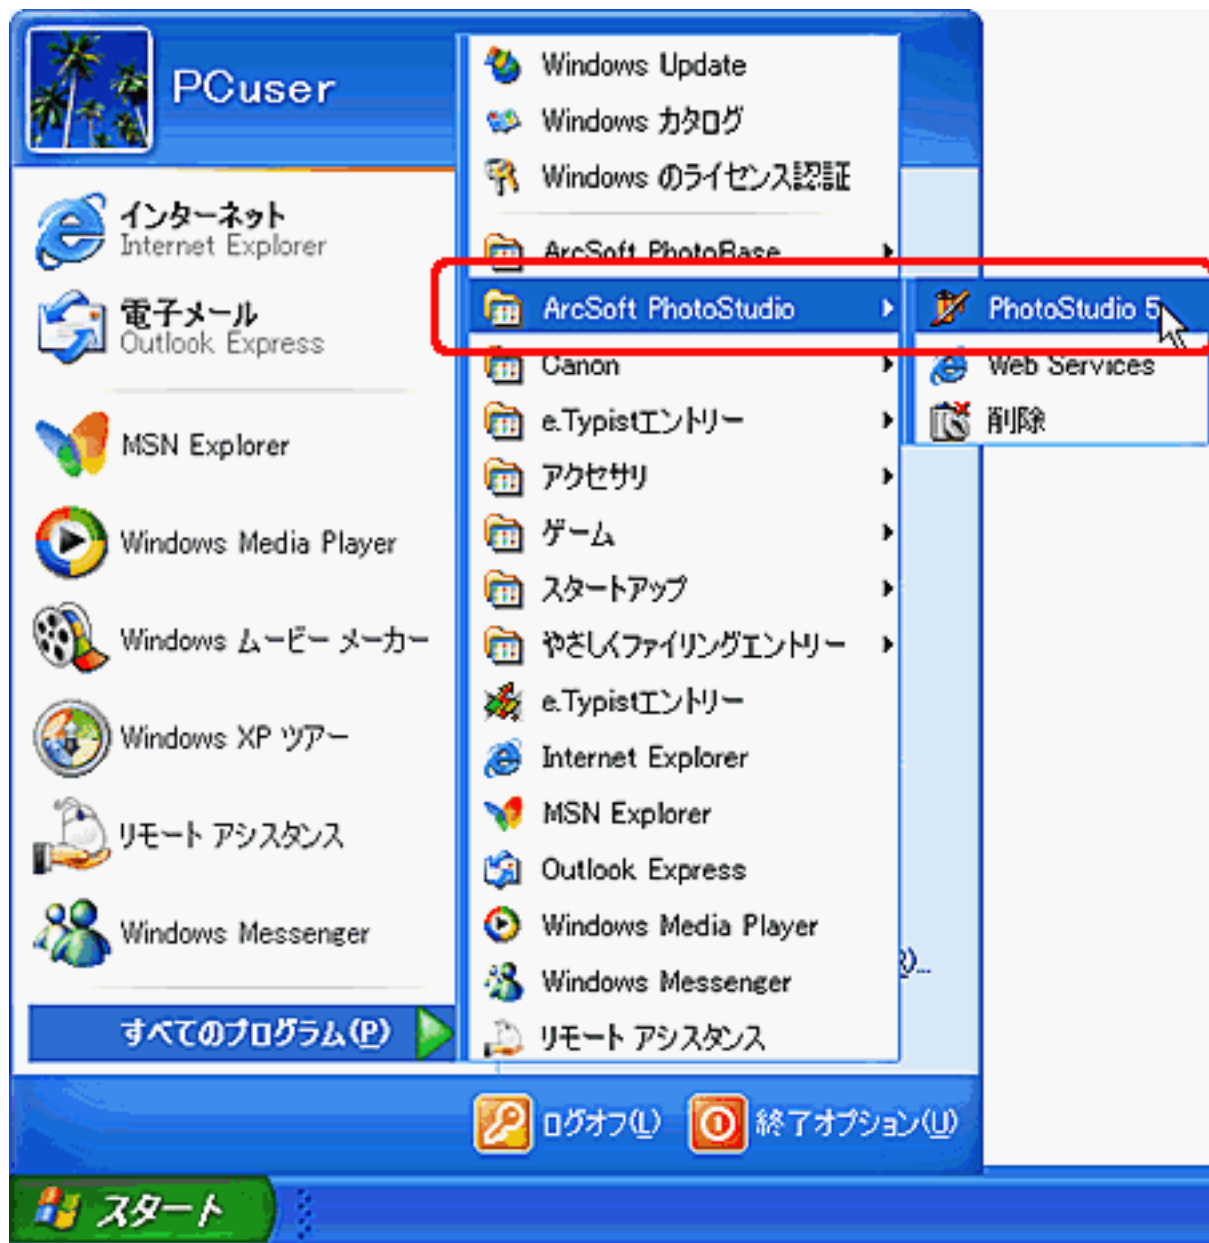 PCuser
インターネット
Internet Explorer
電子メール
Outlook Express
MSN Explorer
Windows Media Player
Windows ムービー メーカー
Windows XP ツアー
リモート アシスタンス
Windows Messenger
すべてのプログラム(P)
Windows Update
Windows カタログ
Windows のライセンス認証
ArcSoft PhotoBase
ArcSoft PhotoStudio
Canon
e.Typistエントリー
アクセサリ
ゲーム
スタートアップ
やさしくファイリングエントリー
e.Typistエントリー
Internet Explorer
MSN Explorer
Outlook Express
Windows Media Player
Windows Messenger
リモート アシスタンス
PhotoStudio 5
Web Services
削除
ログオフ(L)
終了オプション(U)
スタート